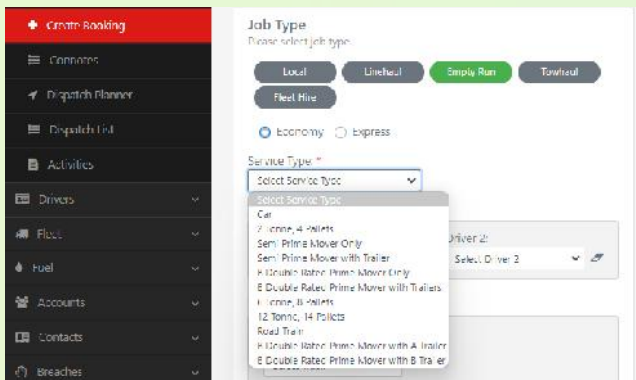 Create Booking
Connotes
Dispatch Planner
Dispatch List
Activities
Drivers
Fleet
Fuel
Accounts
Contacts
Breaches
Job Type
Please select job type.
Local
Linehaul
Empty Run
Towhaul
Fleet Hire
Economy
Express
Service Type: *
Select Service Type
Select Service Type
Car
2 Tonne, 4 Pallets
Semi Prime Mover Only
Semi Prime Mover with Trailer
B Double Rated Prime Mover Only
B Double Rated Prime Mover with Trailers
6 Tonne, 8 Pallets
12 Tonne, 14 Pallets
Road Train
B Double Rated Prime Mover with A Trailer
B Double Rated Prime Mover with B Trailer
Driver 2:
Select Driver 2